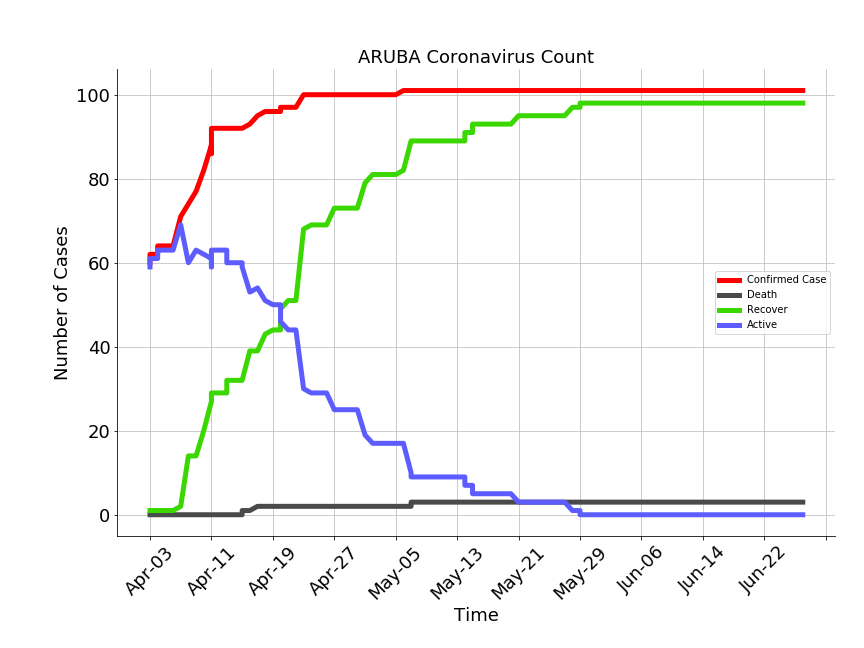 ARUBA Coronavirus Count
100
80
60
40
20
0
Number of Cases
Confirmed Case
Death
Recover
Active
Apr-03
Apr-11
Apr-19
Apr-27
May-05
May-13
May-21
May-29
Jun-06
Jun-14
Jun-22
Time